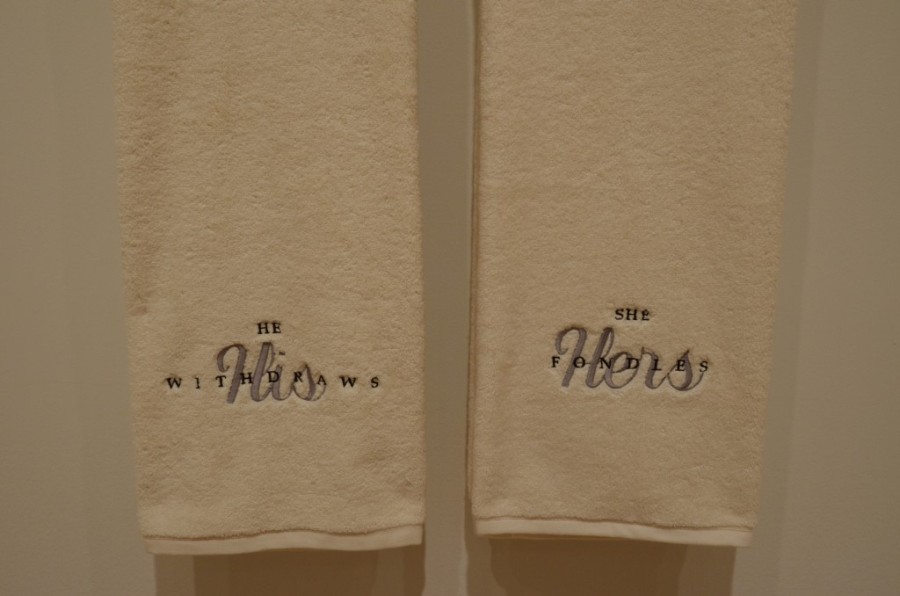 HE
His
WITHDRAWS
SHE
Hers
FONDLES